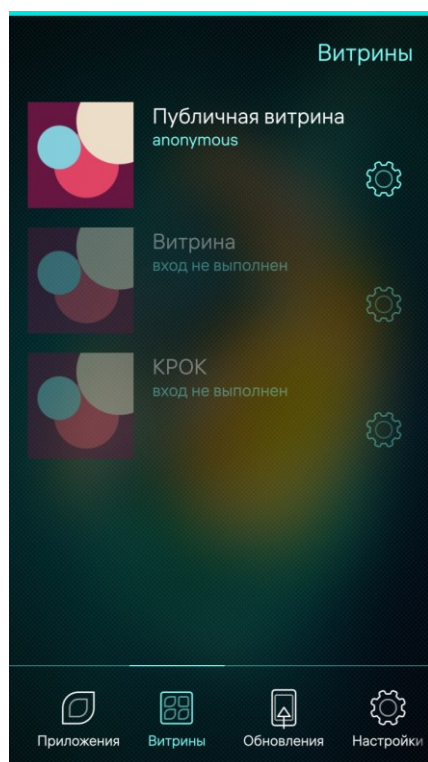 Витрины
Публичная витрина
anonymous
Витрина
вход не выполнен
КРОК
вход не выполнен
Приложения
Витрины
Обновления
Настройки